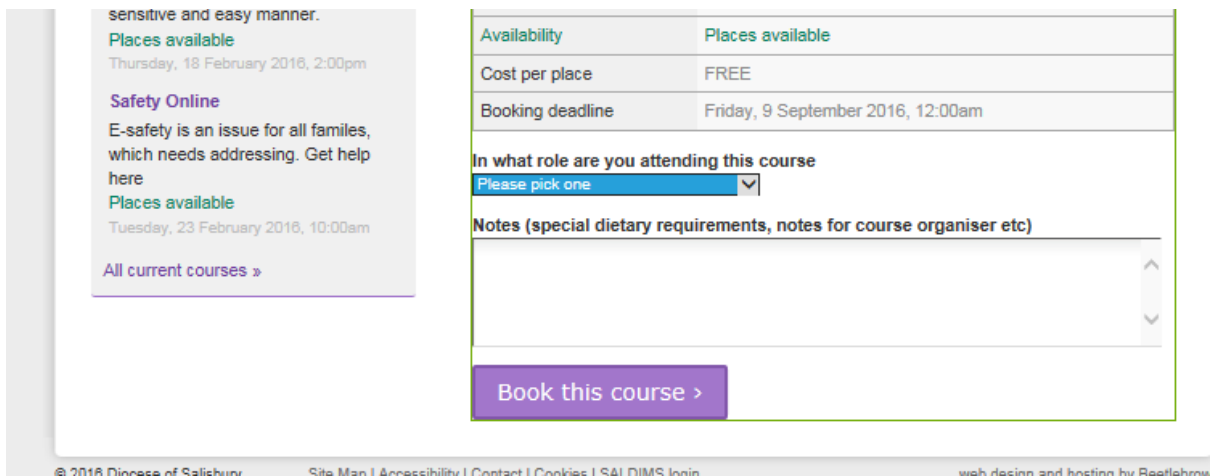 sensitive and easy manner.
Places available
Thursday, 18 February 2016, 2:00pm
Safety Online
E-safety is an issue for all familes,
which needs addressing. Get help
here
Places available
Tuesday, 23 February 2016, 10:00am
All current courses »
Availability Places available
Cost per place FREE
Booking deadline Friday, 9 September 2016, 12:00am
In what role are you attending this course
Please pick one
Notes (special dietary requirements, notes for course organiser etc)
Book this course ›
© 2016 Diocese of Salisbury Site Map | Accessibility | Contact | Cookies | SALDIMS login web design and hosting by Beetlebrow